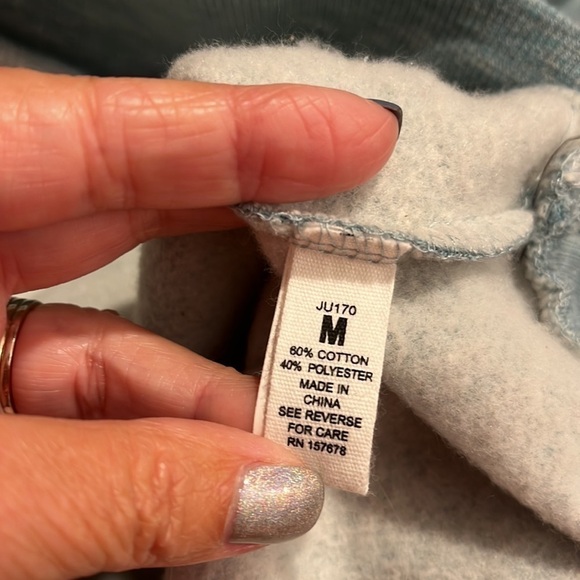 JU170
M
60% COTTON
40% POLYESTER
MADE IN
CHINA
SEE REVERSE
FOR CARE
RN 157678